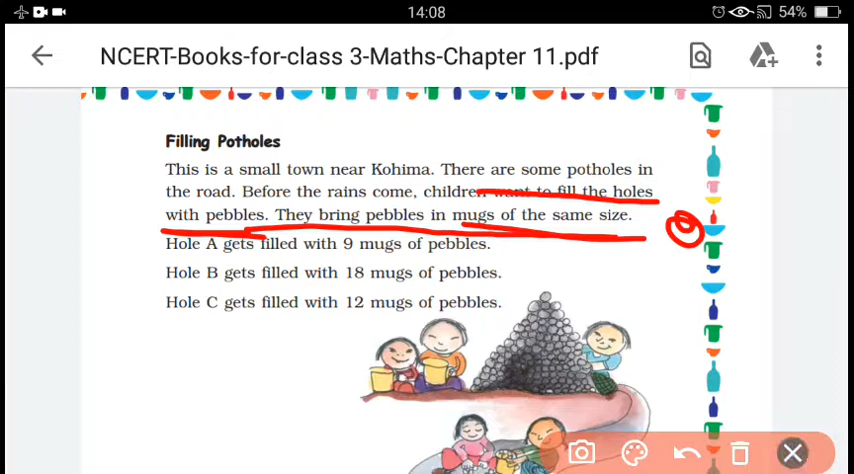 14:08
54%
NCERT-Books-for-class 3-Maths-Chapter 11.pdf
Filling Potholes
This is a small town near Kohima. There are some potholes in
the road. Before the rains come, children want to fill the holes
with pebbles. They bring pebbles in mugs of the same size.
Hole A gets filled with 9 mugs of pebbles.
Hole B gets filled with 18 mugs of pebbles.
Hole C gets filled with 12 mugs of pebbles.